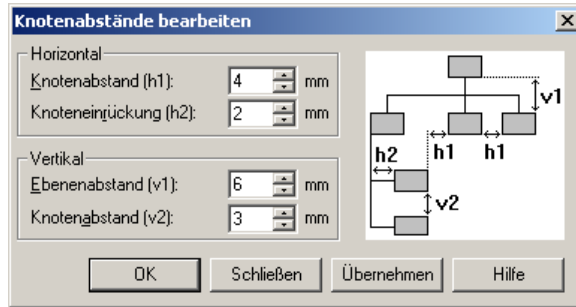 Knotenabstände bearbeiten
Horizontal
Knotenabstand (h1): 4 mm
Knoteneinrückung (h2): 2 mm
Vertikal
Ebenenabstand (v1): 6 mm
Knotenabstand (v2): 3 mm
v1
h2 h1 h1
v2
OK Schließen Übernehmen Hilfe